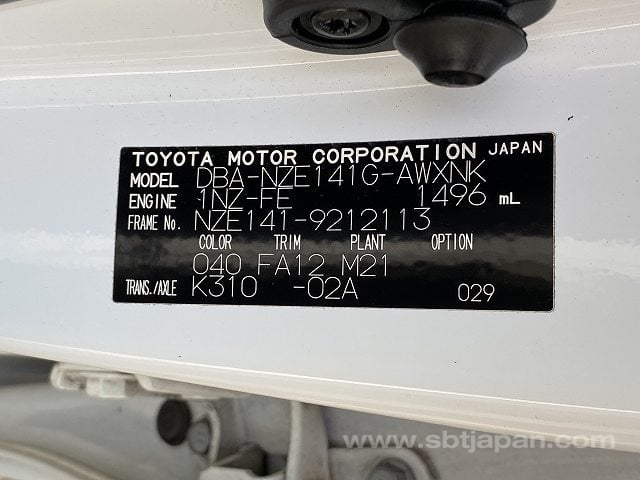 TOYOTA MOTOR CORPORATION JAPAN
MODEL DBA-NZE141G-AWXNK
ENGINE 1NZ-FE 1496 mL
FRAME No. NZE141-9212113
COLOR TRIM PLANT OPTION
040 FA12 M21
TRANS./AXLE K310 -02A 029
www.sbtjapan.com